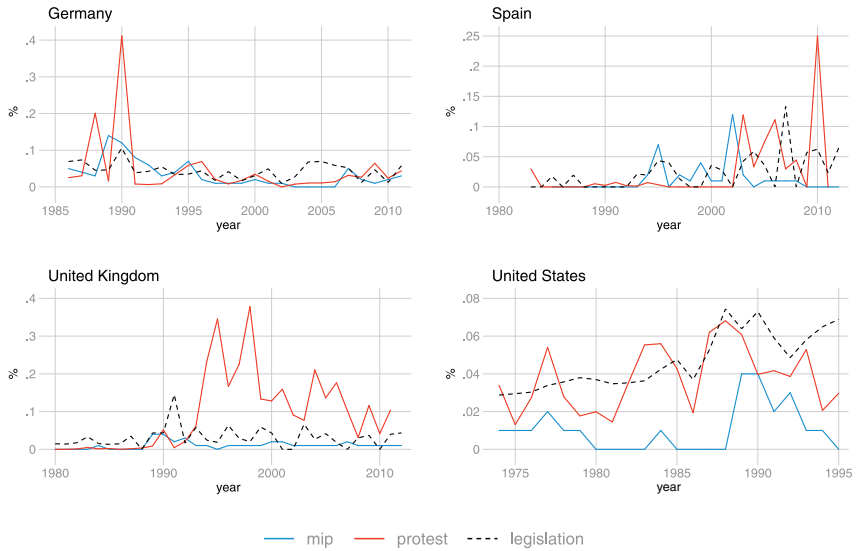 Germany
Spain
.4
.3
.2
.1
0
%
1985 1990 1995 2000 2005 2010
year
.25
.2
.15
.1
.05
0
%
1980 1990 2000 2010
year
United Kingdom
United States
.4
.3
.2
.1
0
%
1980 1990 2000 2010
year
.08
.06
.04
.02
0
%
1975 1980 1985 1990 1995
year
mip protest legislation